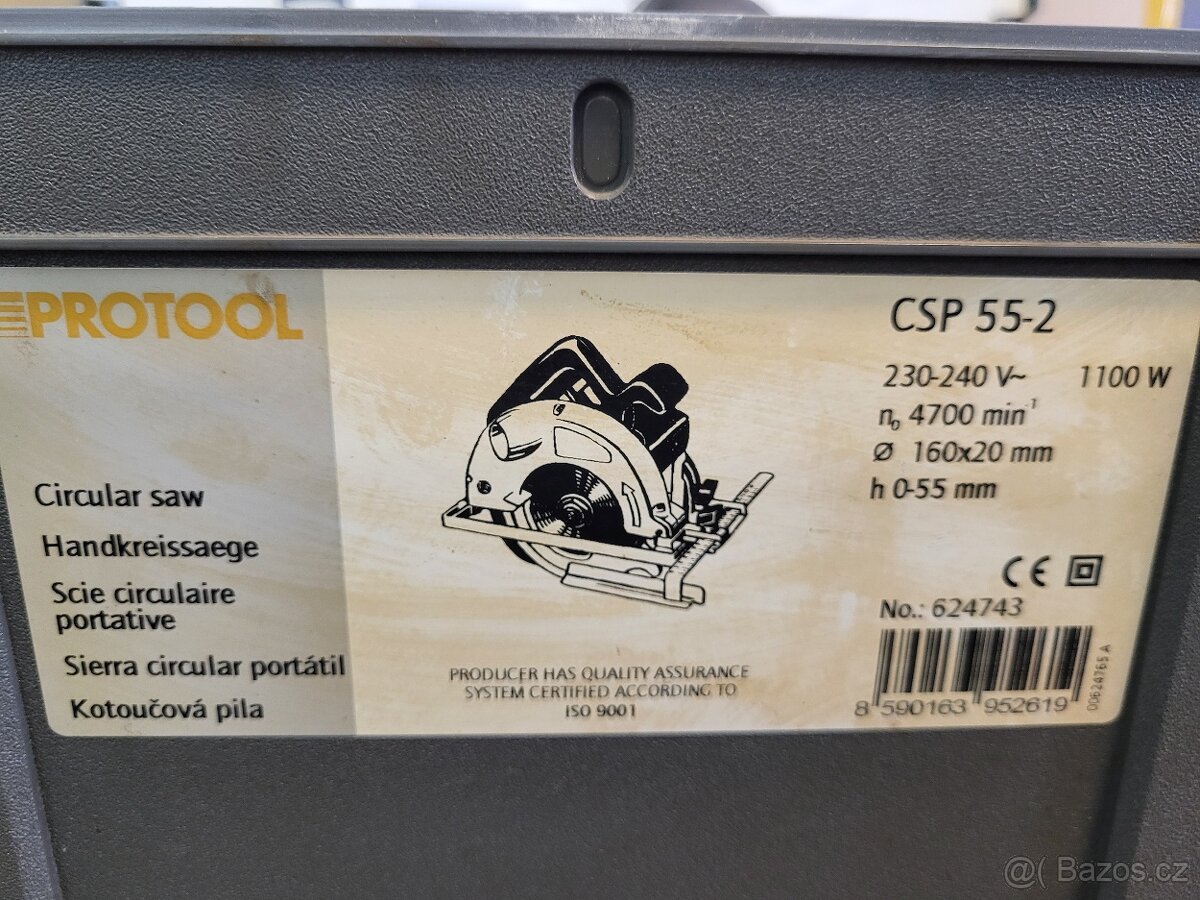 PROTOOL
Circular saw
Handkreissaege
Scie circulaire
portative
Sierra circular portátil
Kotoučová pila
PRODUCER HAS QUALITY ASSURANCE
SYSTEM CERTIFIED ACCORDING TO
ISO 9001
CSP 55-2
230-240 V~ 1100 W
n₀ 4700 min⁻¹
Ø 160x20 mm
h 0-55 mm
CE
No.: 624743
8 590163 952619
00624765 A
@( Bazos.cz